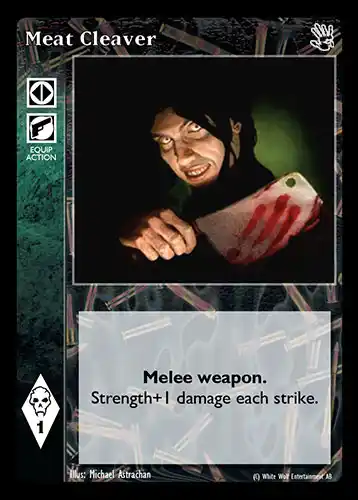 Meat Cleaver
EQUIP
ACTION
Melee weapon.
Strength+1 damage each strike.
1
Illus: Michael Astrachan
(C) White Wolf Entertainment AB